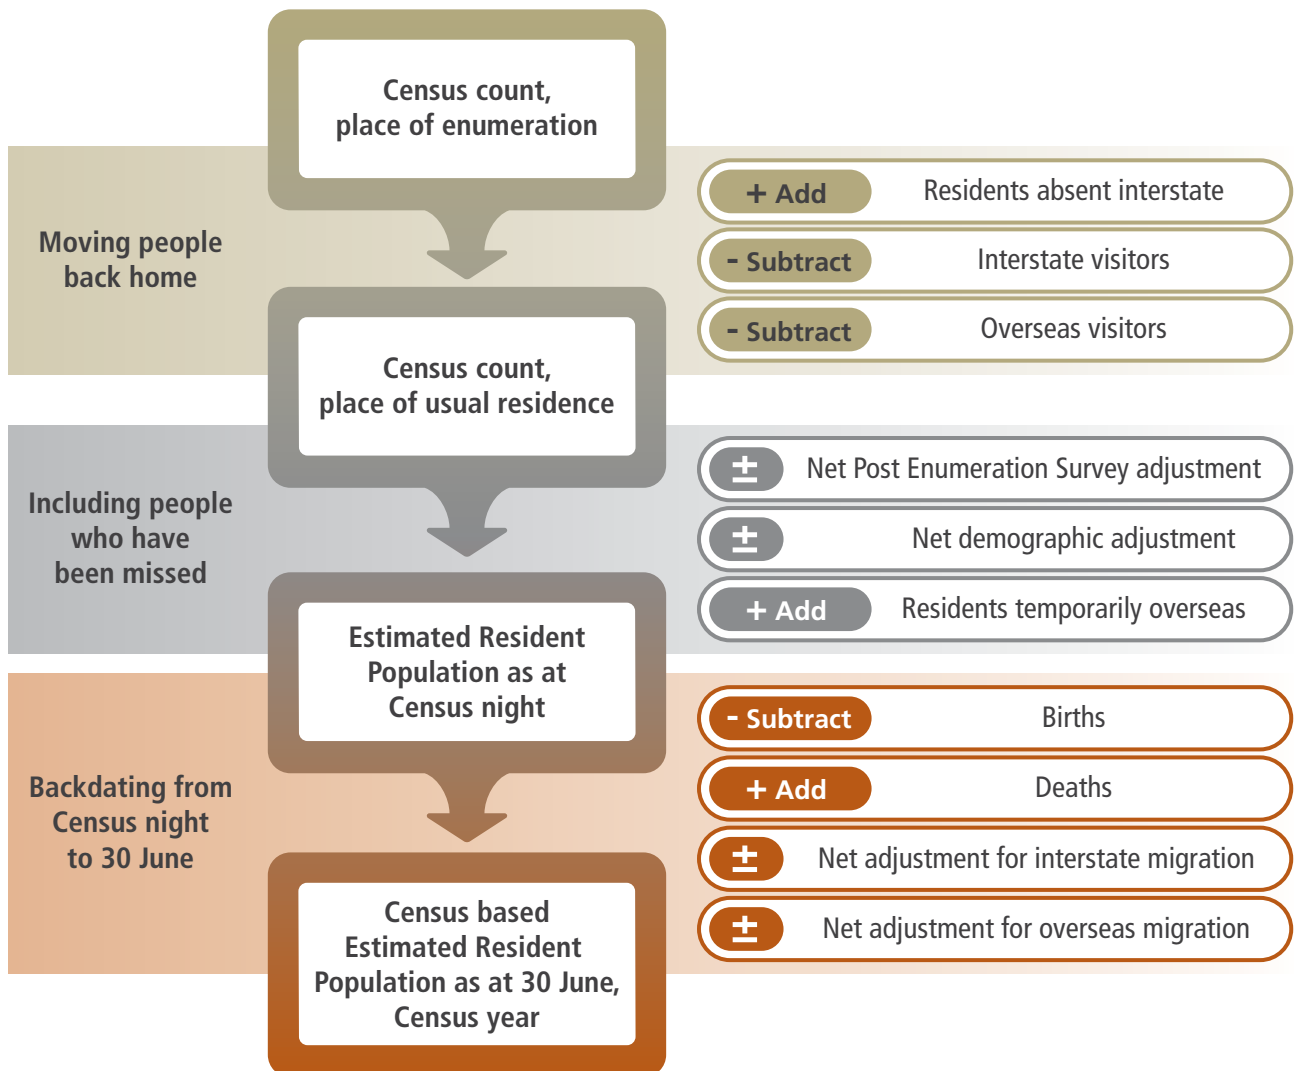 Census count,
place of enumeration
Moving people
back home
+ Add Residents absent interstate
- Subtract Interstate visitors
- Subtract Overseas visitors
Census count,
place of usual residence
Including people
who have
been missed
± Net Post Enumeration Survey adjustment
± Net demographic adjustment
+ Add Residents temporarily overseas
Estimated Resident
Population as at
Census night
Backdating from
Census night
to 30 June
- Subtract Births
+ Add Deaths
± Net adjustment for interstate migration
± Net adjustment for overseas migration
Census based
Estimated Resident
Population as at 30 June,
Census year